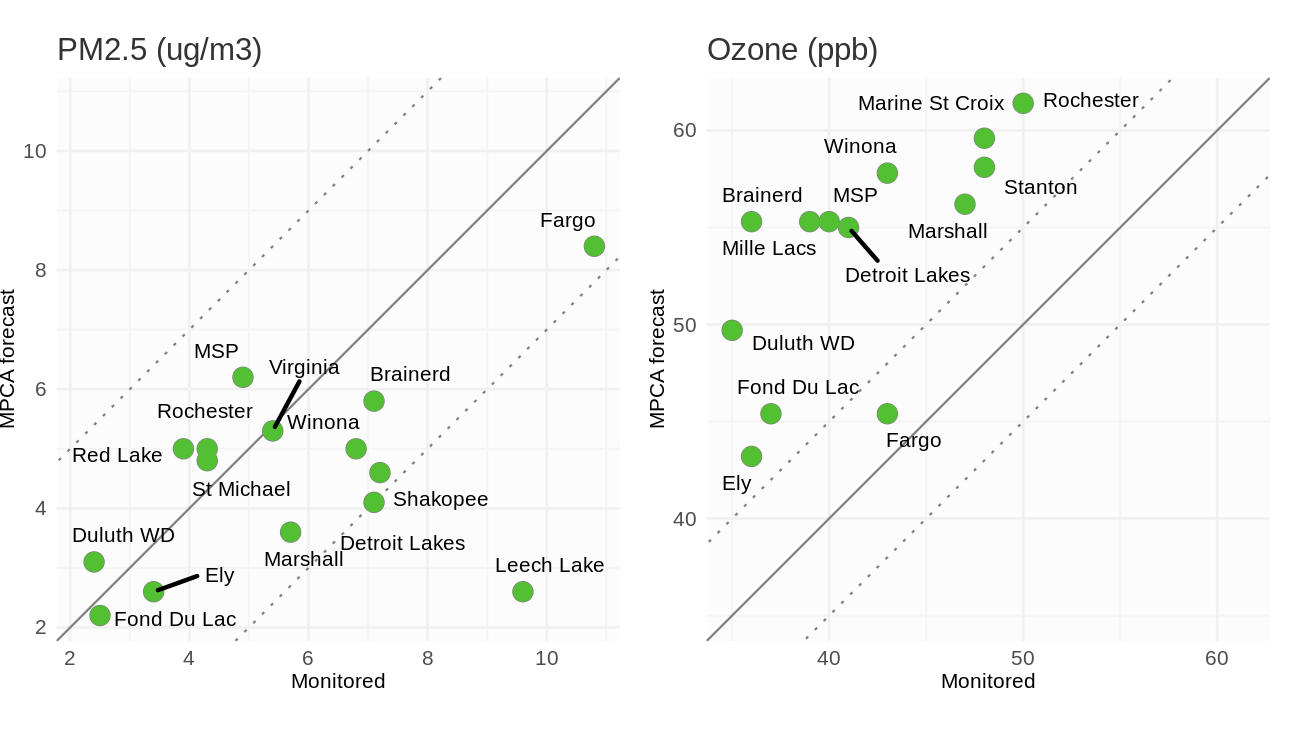 PM2.5 (ug/m3)
10
8
6
4
2
MPCA forecast
Fargo
MSP
Virginia
Brainerd
Rochester
Winona
Red Lake
St Michael
Shakopee
Duluth WD
Detroit Lakes
Marshall
Leech Lake
Ely
Fond Du Lac
2
4
6
8
10
Monitored
Ozone (ppb)
60
50
40
MPCA forecast
Marine St Croix
Rochester
Winona
Stanton
Brainerd
MSP
Marshall
Mille Lacs
Detroit Lakes
Duluth WD
Fond Du Lac
Fargo
Ely
40
50
60
Monitored